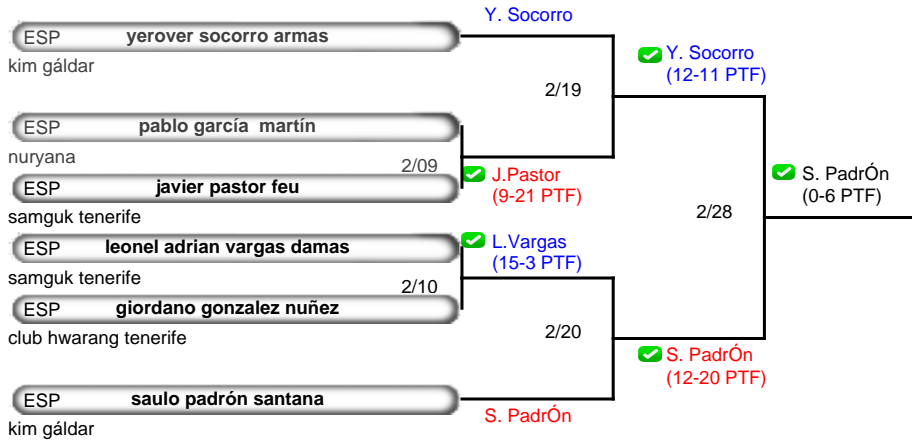 Y. Socorro
ESP yerover socorro armas
kim gáldar
Y. Socorro
(12-11 PTF)
2/19
ESP pablo garcía martín
nuryana
2/09
ESP javier pastor feu
samguk tenerife
J.Pastor
(9-21 PTF)
S. PadrÓn
(0-6 PTF)
2/28
ESP leonel adrian vargas damas
samguk tenerife
L.Vargas
(15-3 PTF)
2/10
ESP giordano gonzalez nuñez
club hwarang tenerife
2/20
S. PadrÓn
(12-20 PTF)
ESP saulo padrón santana
kim gáldar
S. PadrÓn